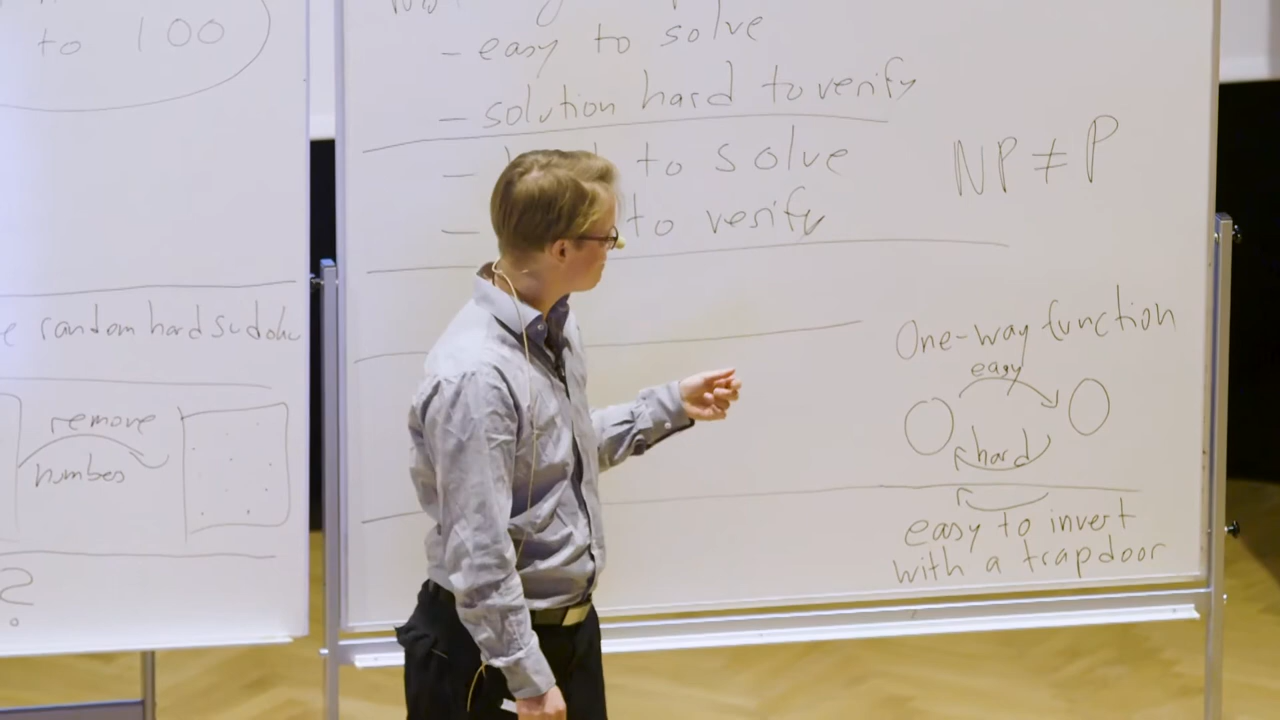 to 100
random hard sudoku
remove
numbers
?
- easy to solve
- solution hard to verify
- to solve
- to verify
NP ≠ P
One-way function
easy
hard
easy to invert
with a trapdoor